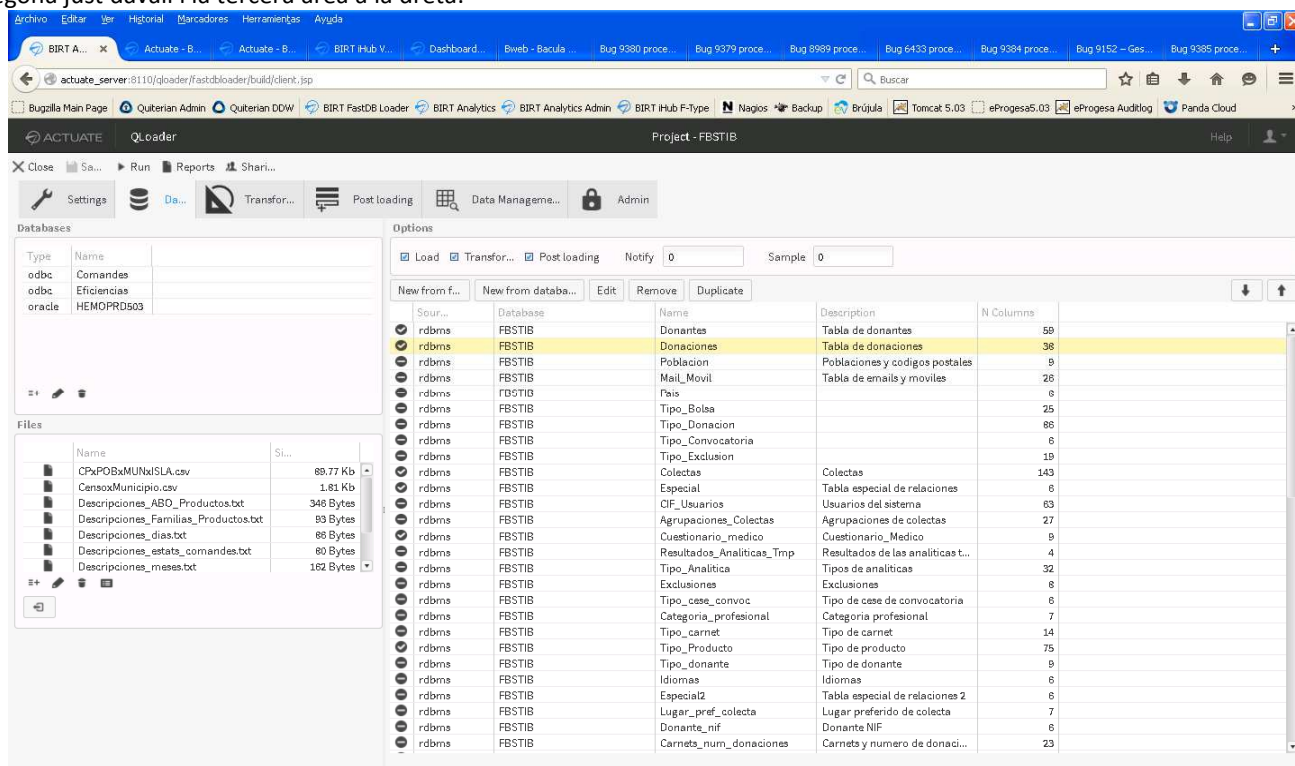 segona just davall i la tercera àrea a la dreta.
Archivo Editar Ver Historial Marcadores Herramientas Ayuda
BIRT A... Actuate - B... Actuate - B... BIRT iHub V... Dashboard... Bweb - Bacula ... Bug 9380 proce... Bug 9379 proce... Bug 8989 proce... Bug 6433 proce... Bug 9384 proce... Bug 9152 – Ges... Bug 9385 proce...
actuate_server:8110/qloader/fastdbloader/build/client.jsp Buscar
Bugzilla Main Page Quiterian Admin Quiterian DDW BIRT FastDB Loader BIRT Analytics BIRT Analytics Admin BIRT iHub F-Type Nagios Backup Brújula Tomcat 5.03 eProgesa5.03 eProgesa Auditlog Panda Cloud
ACTUATE QLoader Project - FBSTIB Help
Close Sa... Run Reports Shari...
Settings Da... Transfor... Post loading Data Manageme... Admin
Databases
Type Name
odbc Comandes
odbc Eficiencias
oracle HEMOPRD503
Files
Name Si...
CPxPOBxMUNxISLA.csv 69.77 Kb
CensoxMunicipio.csv 1.61 Kb
Descripciones_ABO_Productos.txt 346 Bytes
Descripciones_Familias_Productos.txt 93 Bytes
Descripciones_dias.txt 66 Bytes
Descripciones_estats_comandes.txt 60 Bytes
Descripciones_meses.txt 162 Bytes
Options
Load Transfor... Post loading Notify 0 Sample 0
New from f... New from databa... Edit Remove Duplicate
Sour... Database Name Description N Columns
rdbms FBSTIB Donantes Tabla de donantes 59
rdbms FBSTIB Donaciones Tabla de donaciones 36
rdbms FBSTIB Poblacion Poblaciones y codigos postales 9
rdbms FBSTIB Mail_Movil Tabla de emails y moviles 26
rdbms FBSTIB Pais 6
rdbms FBSTIB Tipo_Bolsa 25
rdbms FBSTIB Tipo_Donacion 86
rdbms FBSTIB Tipo_Convocatoria 6
rdbms FBSTIB Tipo_Exclusion 19
rdbms FBSTIB Colectas Colectas 143
rdbms FBSTIB Especial Tabla especial de relaciones 6
rdbms FBSTIB CIF_Usuarios Usuarios del sistema 63
rdbms FBSTIB Agrupaciones_Colectas Agrupaciones de colectas 27
rdbms FBSTIB Cuestionario_medico Cuestionario_Medico 9
rdbms FBSTIB Resultados_Analiticas_Tmp Resultados de las analiticas t... 4
rdbms FBSTIB Tipo_Analitica Tipos de analiticas 32
rdbms FBSTIB Exclusiones Exclusiones 8
rdbms FBSTIB Tipo_cese_convoc Tipo de cese de convocatoria 6
rdbms FBSTIB Categoria_profesional Categoria profesional 7
rdbms FBSTIB Tipo_carnet Tipo de carnet 14
rdbms FBSTIB Tipo_Producto Tipo de producto 75
rdbms FBSTIB Tipo_donante Tipo de donante 9
rdbms FBSTIB Idiomas Idiomas 6
rdbms FBSTIB Especial2 Tabla especial de relaciones 2 6
rdbms FBSTIB Lugar_pref_colecta Lugar preferido de colecta 7
rdbms FBSTIB Donante_nif Donante NIF 6
rdbms FBSTIB Carnets_num_donaciones Carnets y numero de donaci... 23